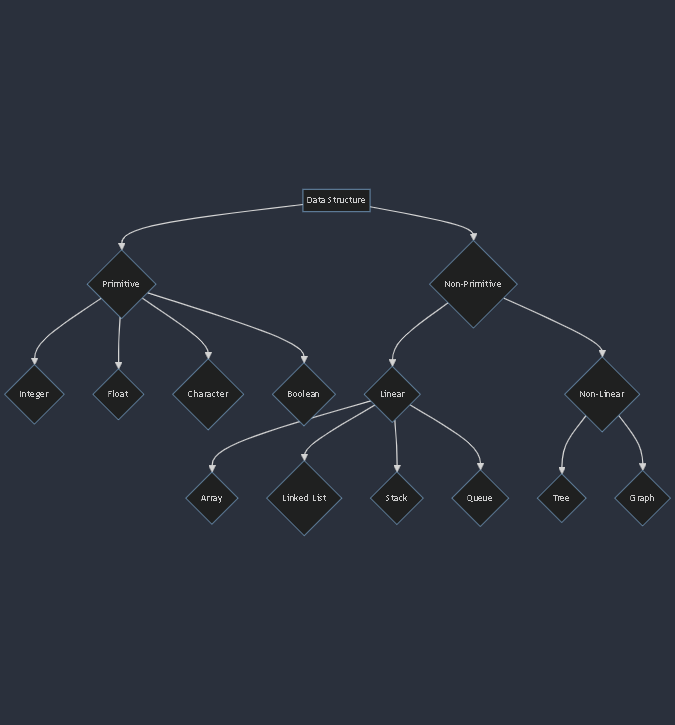 Data Structure
Primitive
Non-Primitive
Integer
Float
Character
Boolean
Linear
Non-Linear
Array
Linked List
Stack
Queue
Tree
Graph